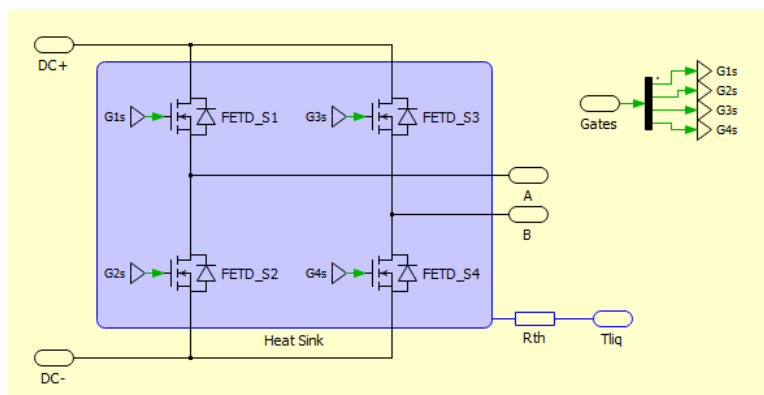 DC+
G1s
FETD_S1
G3s
FETD_S3
Gates
G1s
G2s
G3s
G4s
A
B
G2s
FETD_S2
G4s
FETD_S4
Heat Sink
Rth
Tliq
DC-